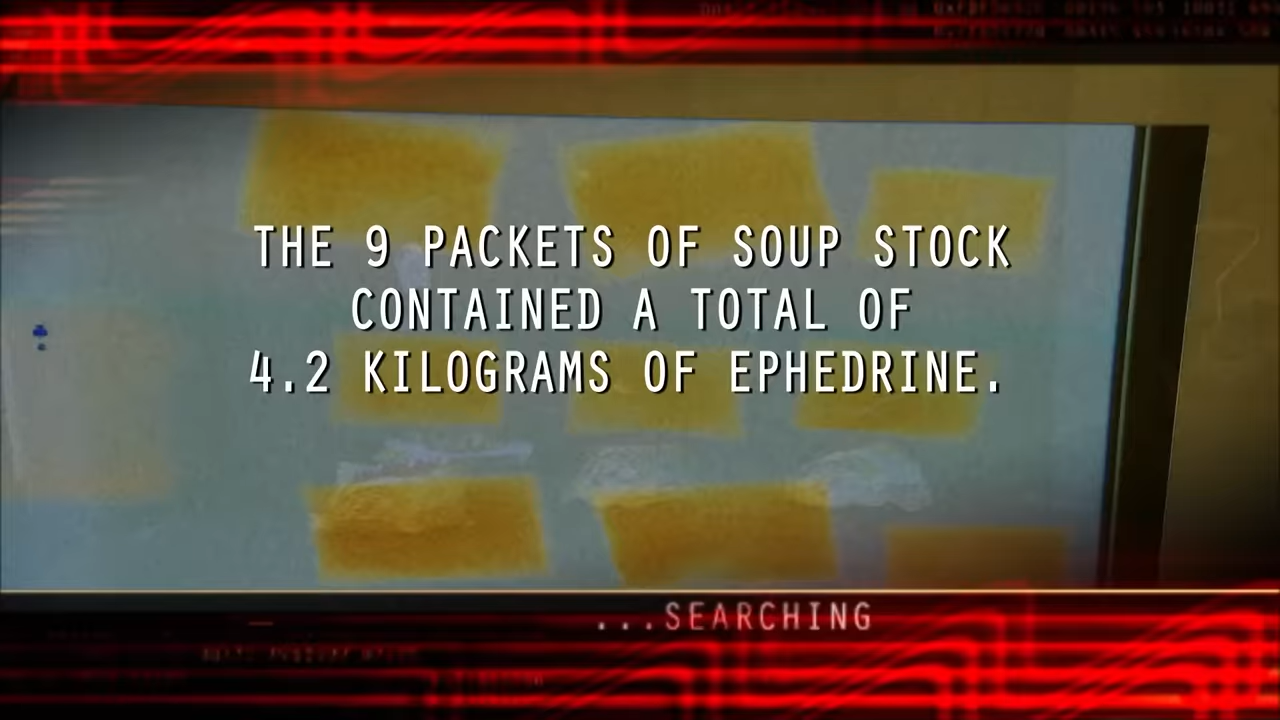 THE 9 PACKETS OF SOUP STOCK
CONTAINED A TOTAL OF
4.2 KILOGRAMS OF EPHEDRINE.
...SEARCHING